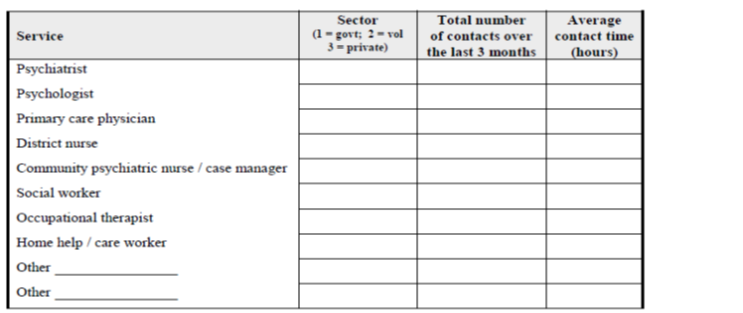 Service
Sector
(1 = govt; 2 = vol
3 = private)
Total number
of contacts over
the last 3 months
Average
contact time
(hours)
Psychiatrist
Psychologist
Primary care physician
District nurse
Community psychiatric nurse / case manager
Social worker
Occupational therapist
Home help / care worker
Other
Other